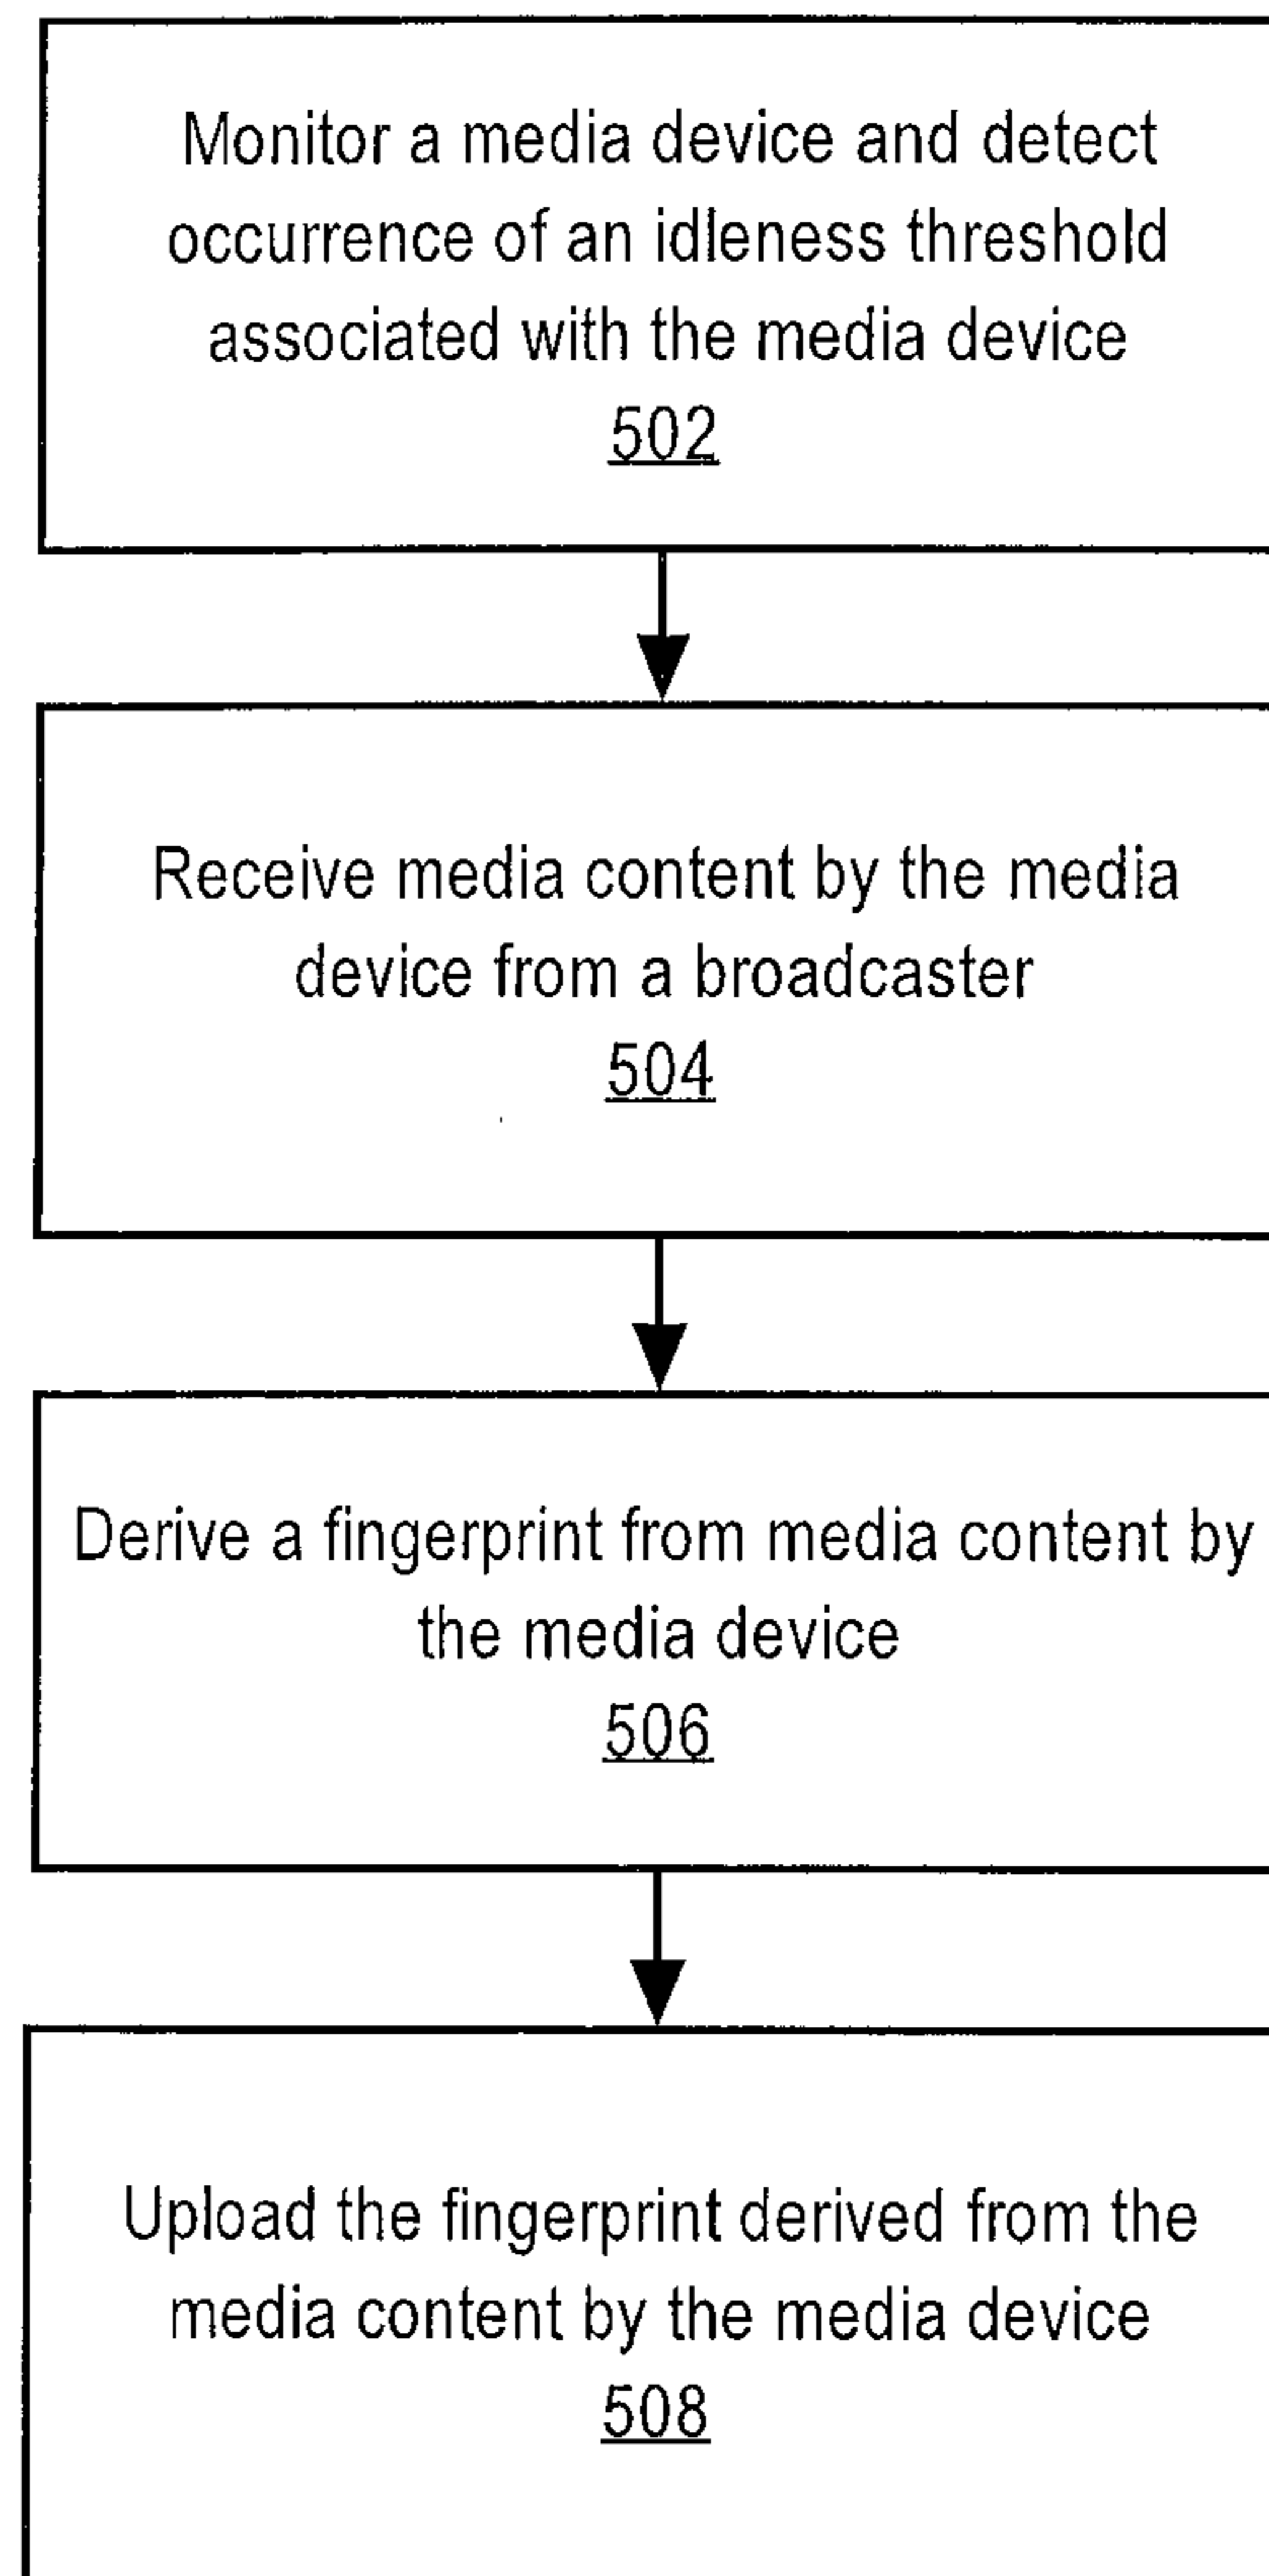 Monitor a media device and detect
occurrence of an idleness threshold
associated with the media device
502
Receive media content by the media
device from a broadcaster
504
Derive a fingerprint from media content by
the media device
506
Upload the fingerprint derived from the
media content by the media device
508